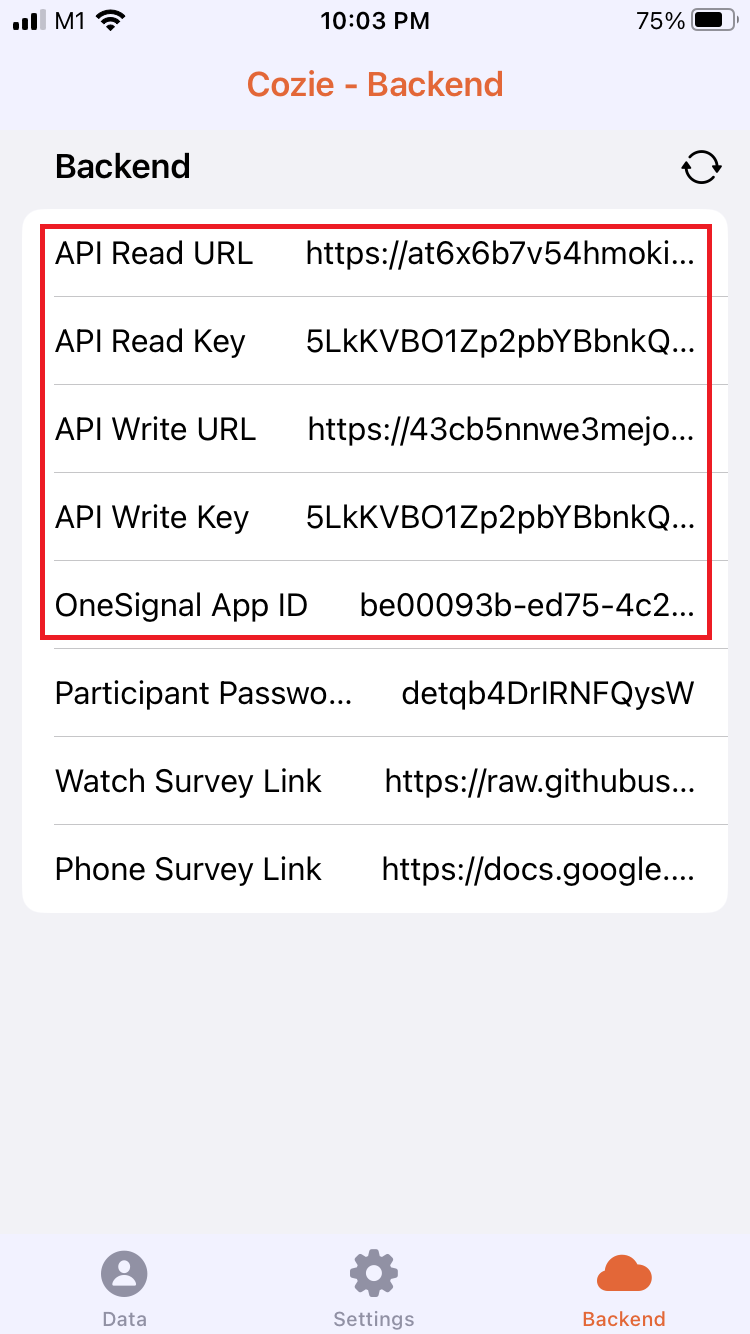 M1 10:03 PM 75%
Cozie - Backend
Backend
API Read URL https://at6x6b7v54hmoki...
API Read Key 5LkKVBO1Zp2pbYBbnkQ...
API Write URL https://43cb5nnwe3mejo...
API Write Key 5LkKVBO1Zp2pbYBbnkQ...
OneSignal App ID be00093b-ed75-4c2...
Participant Passwo... detqb4DrIRNFQysW
Watch Survey Link https://raw.githubus...
Phone Survey Link https://docs.google....
Data Settings Backend